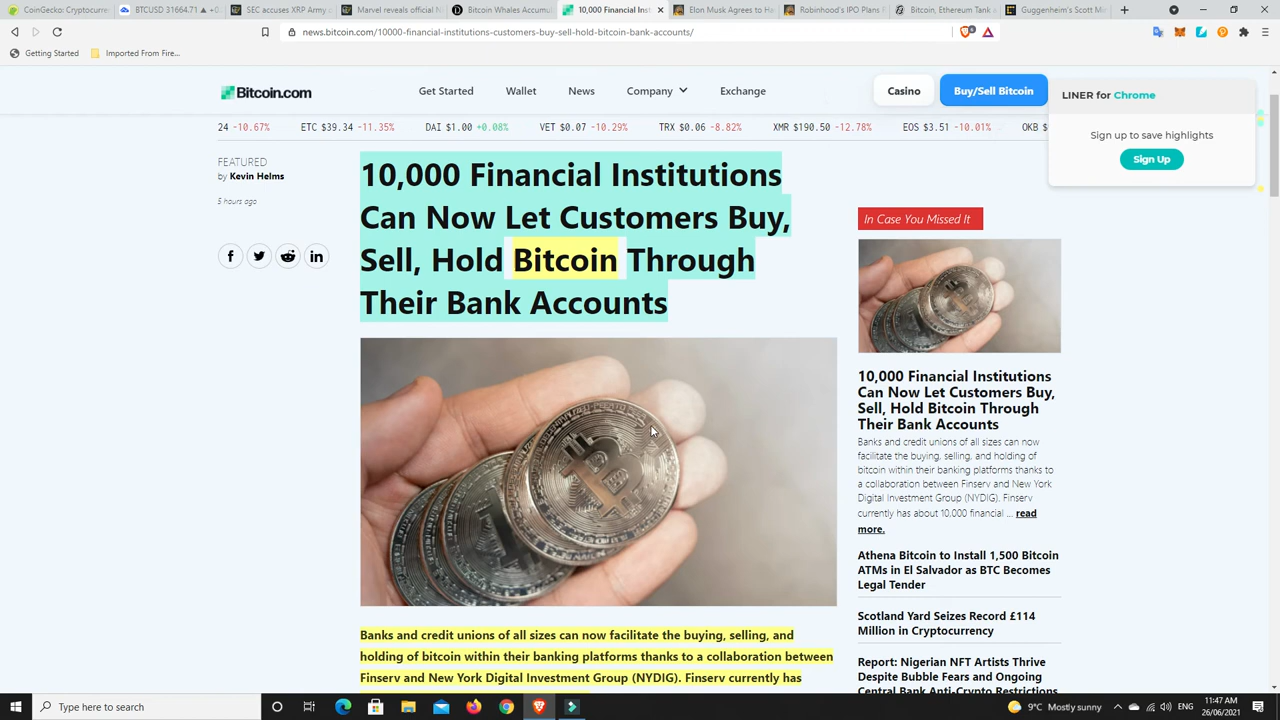 CoinGecko: Cryptocurren
BTCUSD 31664.71 ▲ +0.
SEC accuses XRP Army
Marvel reveals official N
Bitcoin Whales Accumul
10,000 Financial Inst
Elon Musk Agrees to Ha
Robinhood's IPO Plans F
Bitcoin, Ethereum Tank a
Guggenheim's Scott Mi
news.bitcoin.com/10000-financial-institutions-customers-buy-sell-hold-bitcoin-bank-accounts/
Getting Started
Imported From Fire...
Bitcoin.com
Get Started
Wallet
News
Company
Exchange
Casino
Buy/Sell Bitcoin
LINER for Chrome
Sign up to save highlights
Sign Up
24 -10.67% ETC $39.34 -11.35% DAI $1.00 +0.08% VET $0.07 -10.29% TRX $0.06 -8.82% XMR $190.50 -12.78% EOS $3.51 -10.01% OKB $
FEATURED
by Kevin Helms
5 hours ago
10,000 Financial Institutions
Can Now Let Customers Buy,
Sell, Hold Bitcoin Through
Their Bank Accounts
Banks and credit unions of all sizes can now facilitate the buying, selling, and
holding of bitcoin within their banking platforms thanks to a collaboration between
Finserv and New York Digital Investment Group (NYDIG). Finserv currently has
In Case You Missed It
10,000 Financial Institutions
Can Now Let Customers Buy,
Sell, Hold Bitcoin Through
Their Bank Accounts
Banks and credit unions of all sizes can now
facilitate the buying, selling, and holding of
bitcoin within their banking platforms thanks to
a collaboration between Finserv and New York
Digital Investment Group (NYDIG). Finserv
currently has about 10,000 financial ... read
more.
Athena Bitcoin to Install 1,500 Bitcoin
ATMs in El Salvador as BTC Becomes
Legal Tender
Scotland Yard Seizes Record £114
Million in Cryptocurrency
Report: Nigerian NFT Artists Thrive
Despite Bubble Fears and Ongoing
Central Bank Anti-Crypto Restrictions
Type here to search
9°C Mostly sunny
ENG
11:47 AM
26/06/2021